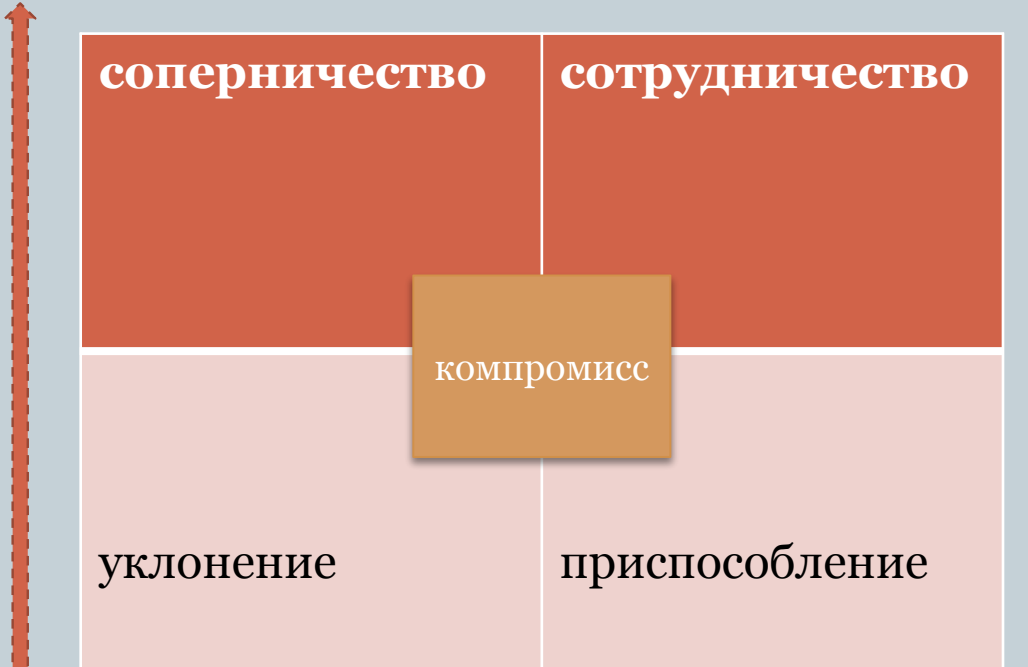 соперничество
сотрудничество
компромисс
уклонение
приспособление